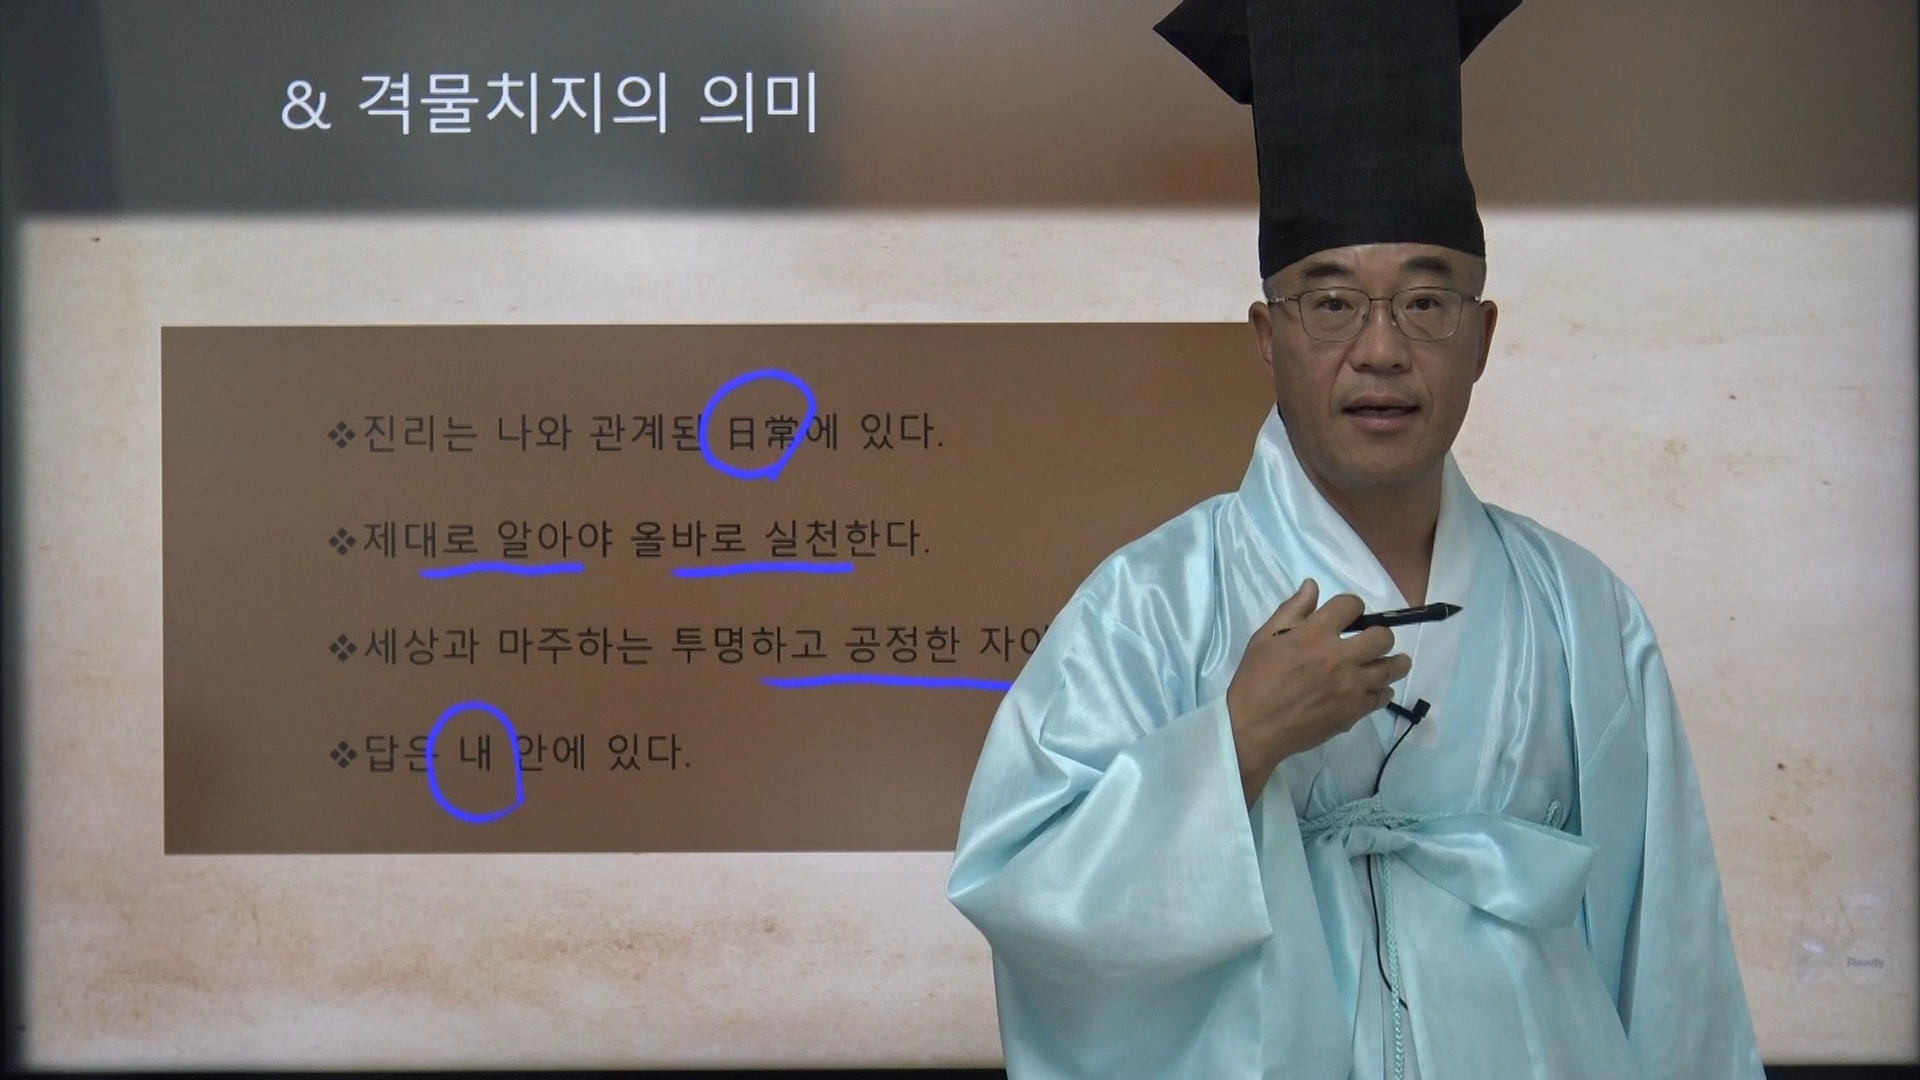 & 격물치지의 의미
❖진리는 나와 관계된 日常에 있다.
❖제대로 알아야 올바로 실천한다.
❖세상과 마주하는 투명하고 공정한
❖답은 내 안에 있다.
Ready